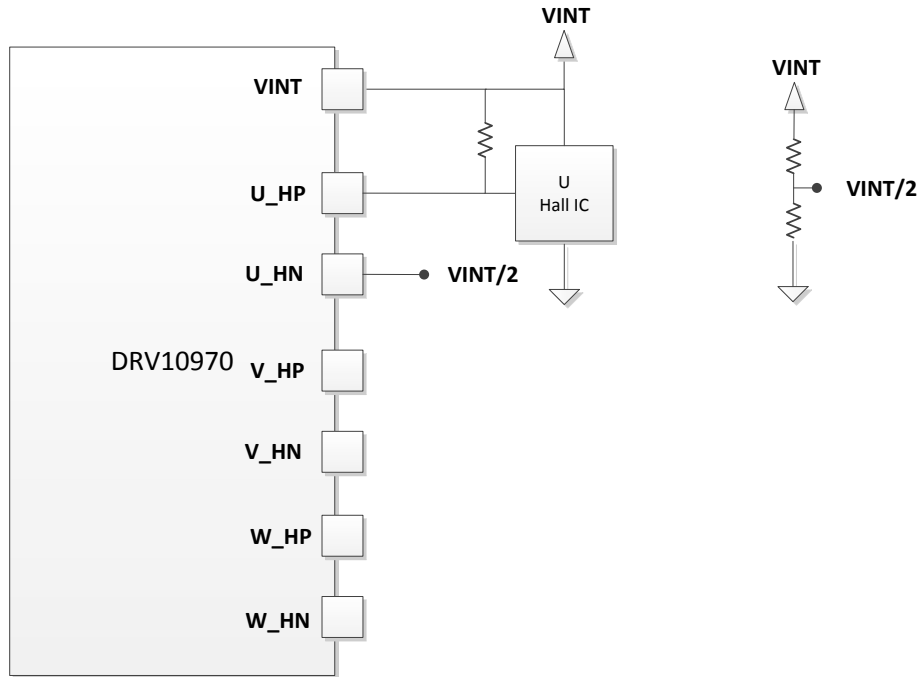 VINT
VINT
VINT
U_HP
U
Hall IC
VINT/2
U_HN
VINT/2
DRV10970
V_HP
V_HN
W_HP
W_HN